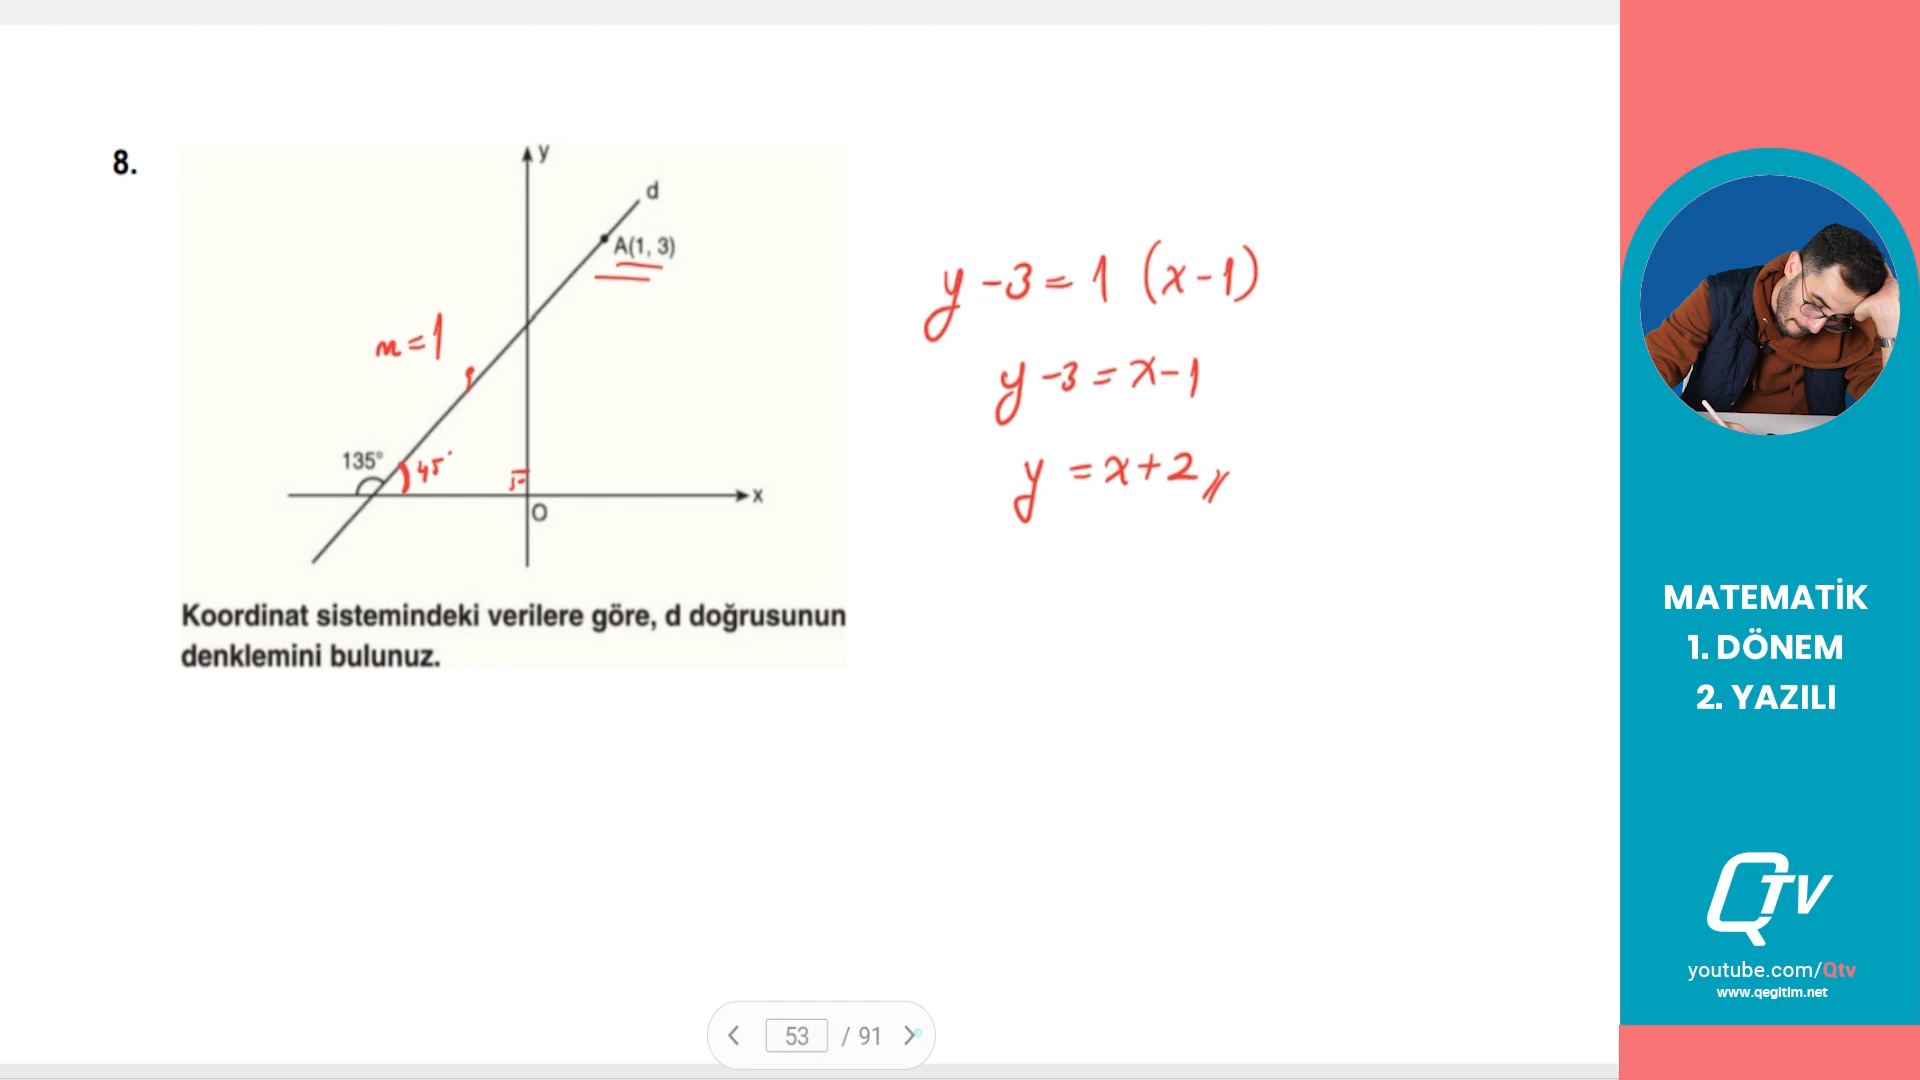 8.
y
d
A(1, 3)
m=1
135°
45°
x
O
Koordinat sistemindeki verilere göre, d doğrusunun
denklemini bulunuz.
y-3=1 (x-1)
y-3=x-1
y=x+2
MATEMATİK
1. DÖNEM
2. YAZILI
QTV
youtube.com/Qtv
www.qegitim.net
53 / 91